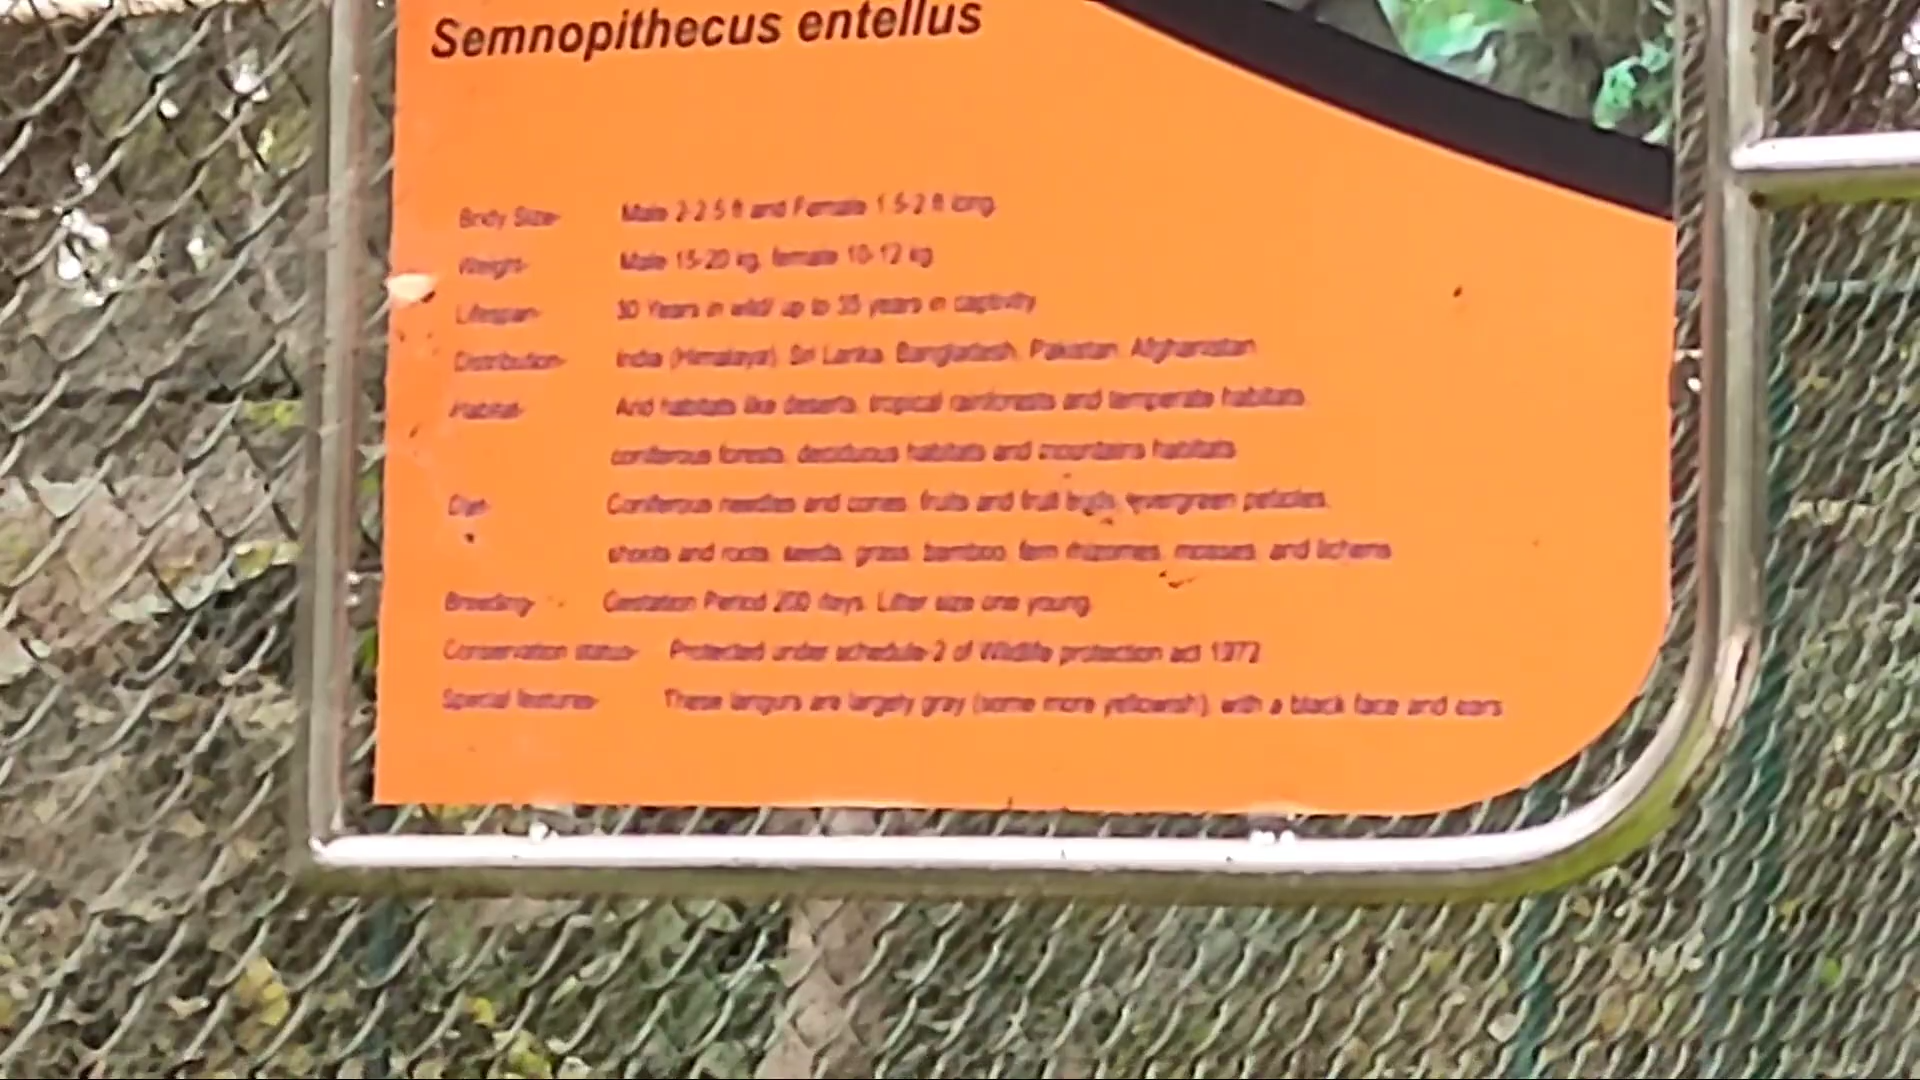 Semnopithecus entellus
Body Size- Male 2-2.5 ft and Female 1.5-2 ft long.
Weight- Male 15-20 kg, female 10-12 kg
Lifespan- 30 Years in wild/ up to 35 years in captivity
Distribution- India (Himalaya), Sri Lanka, Bangladesh, Pakistan, Afghanistan
Habitat- Arid habitats like deserts, tropical rainforests and temperate habitats,
coniferous forests, deciduous habitats and mountains habitats
Diet- Coniferous needles and cones, fruits and fruit buds, evergreen petioles,
shoots and roots, seeds, grass, bamboo, fern rhizomes, mosses, and lichens
Breeding- Gestation Period 200 days. Litter size one young.
Conservation status- Protected under schedule-2 of Wildlife protection act 1972
Special features- These langurs are largely gray (some more yellowish), with a black face and ears